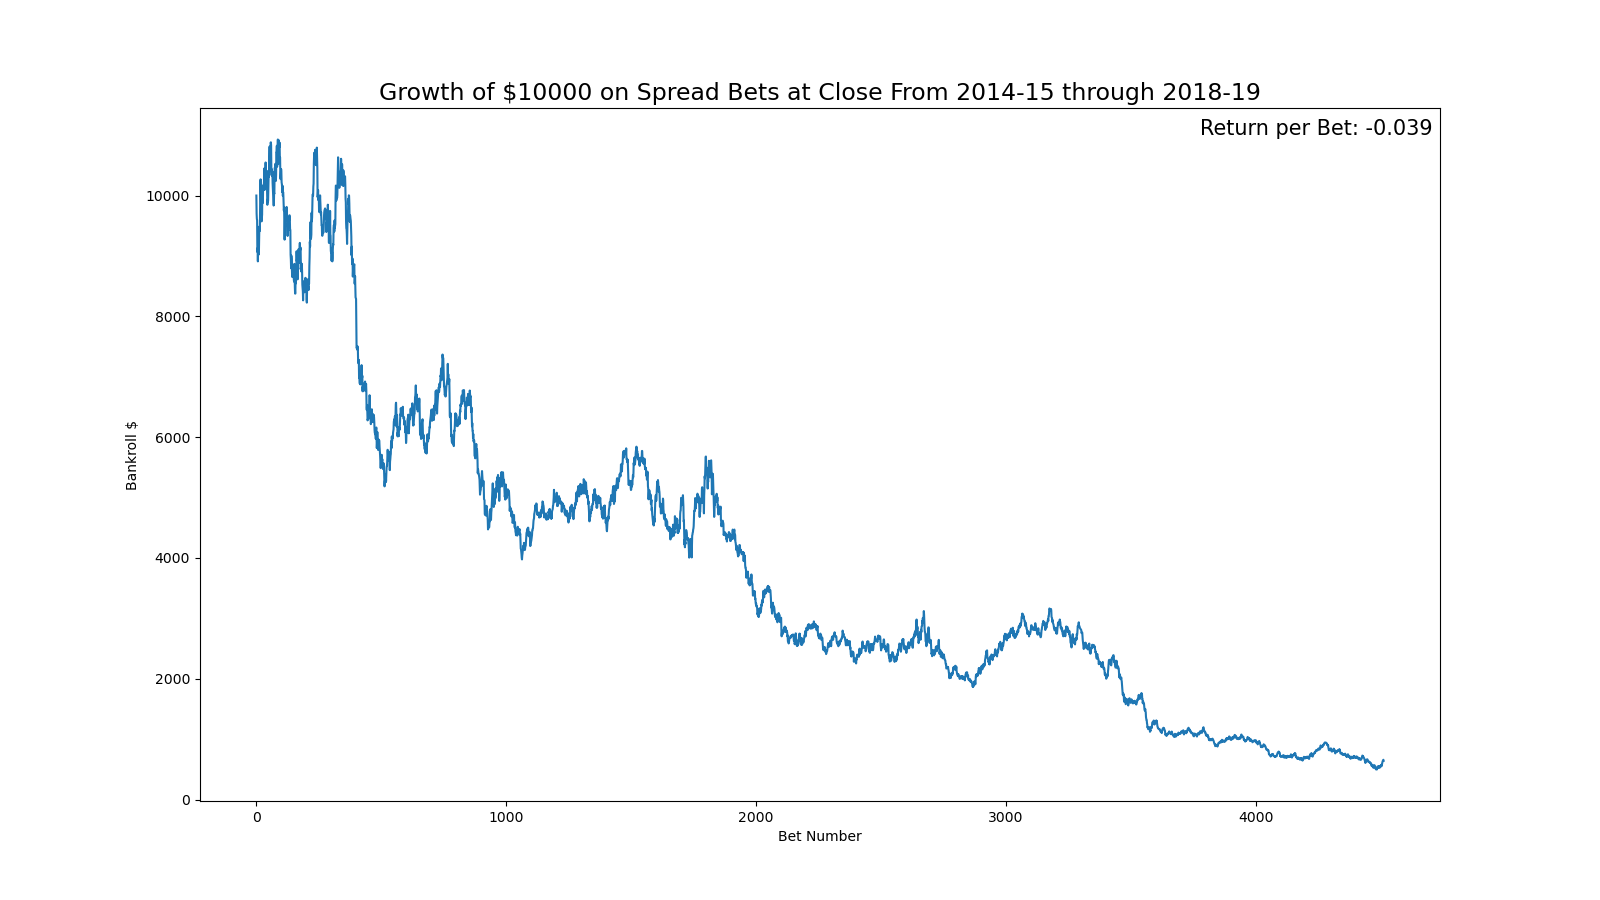 Growth of $10000 on Spread Bets at Close From 2014-15 through 2018-19
Return per Bet: -0.039
10000
8000
6000
4000
2000
0
Bankroll $
0 1000 2000 3000 4000
Bet Number